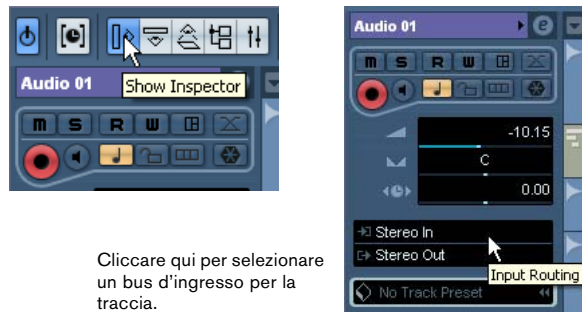 Audio 01
Show Inspector
m S R W
Audio 01
e
m S R W
-10.15
C
0.00
Stereo In
Stereo Out
Input Routing
No Track Preset
Cliccare qui per selezionare
un bus d'ingresso per la
traccia.